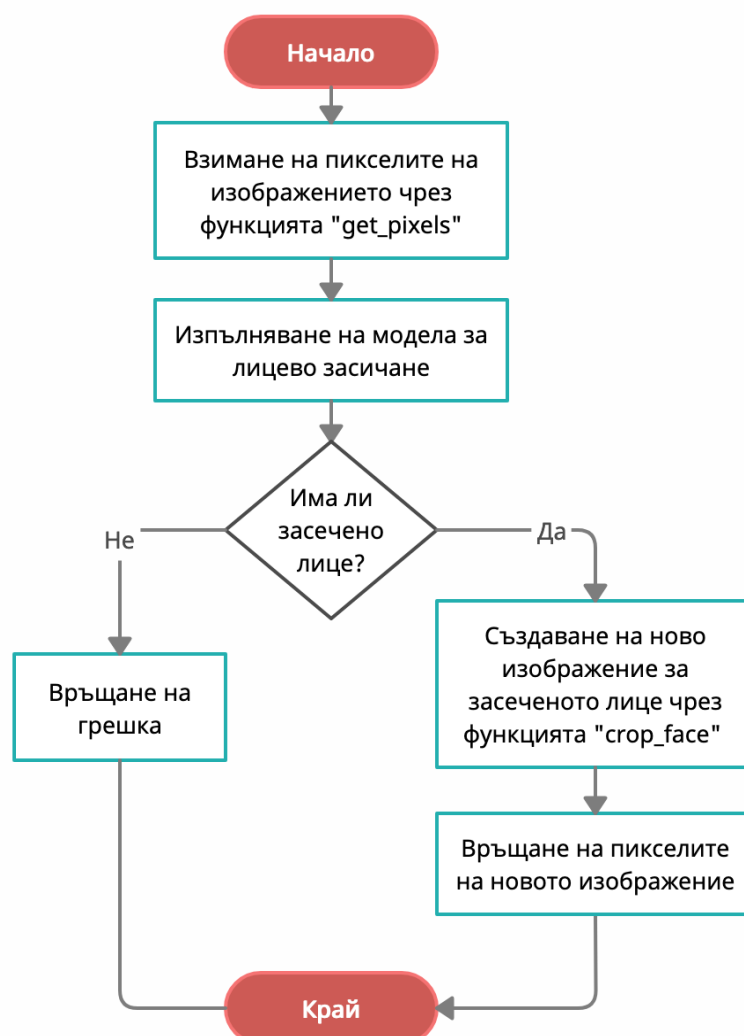 Начало
Взимане на пикселите на
изображението чрез
функцията "get_pixels"
Изпълняване на модела за
лицево засичане
Има ли
засечено
лице?
Не
Да
Връщане на
грешка
Създаване на ново
изображение за
засеченото лице чрез
функцията "crop_face"
Връщане на пикселите
на новото изображение
Край